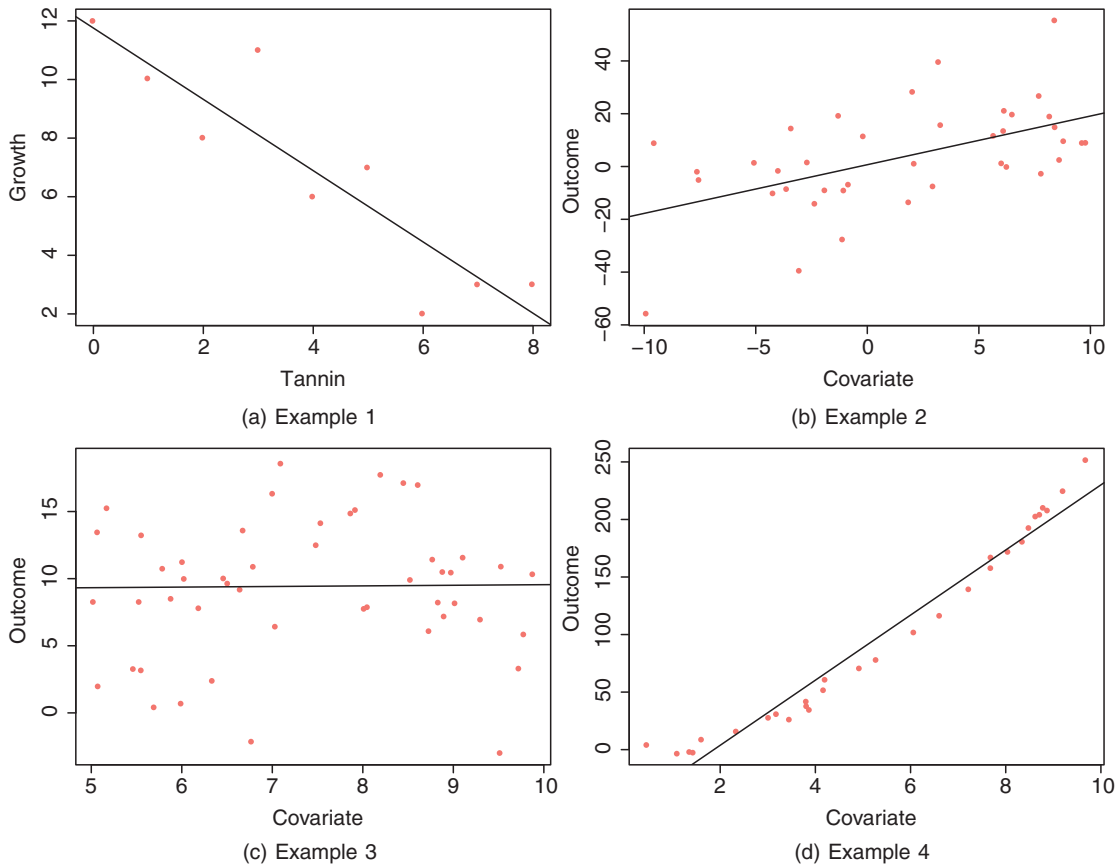 Growth
12
10
8
6
4
2
0 2 4 6 8
Tannin
(a) Example 1
Outcome
40
20
0
−20
−40
−60
−10 −5 0 5 10
Covariate
(b) Example 2
Outcome
15
10
5
0
5 6 7 8 9 10
Covariate
(c) Example 3
Outcome
250
200
150
100
50
0
2 4 6 8 10
Covariate
(d) Example 4